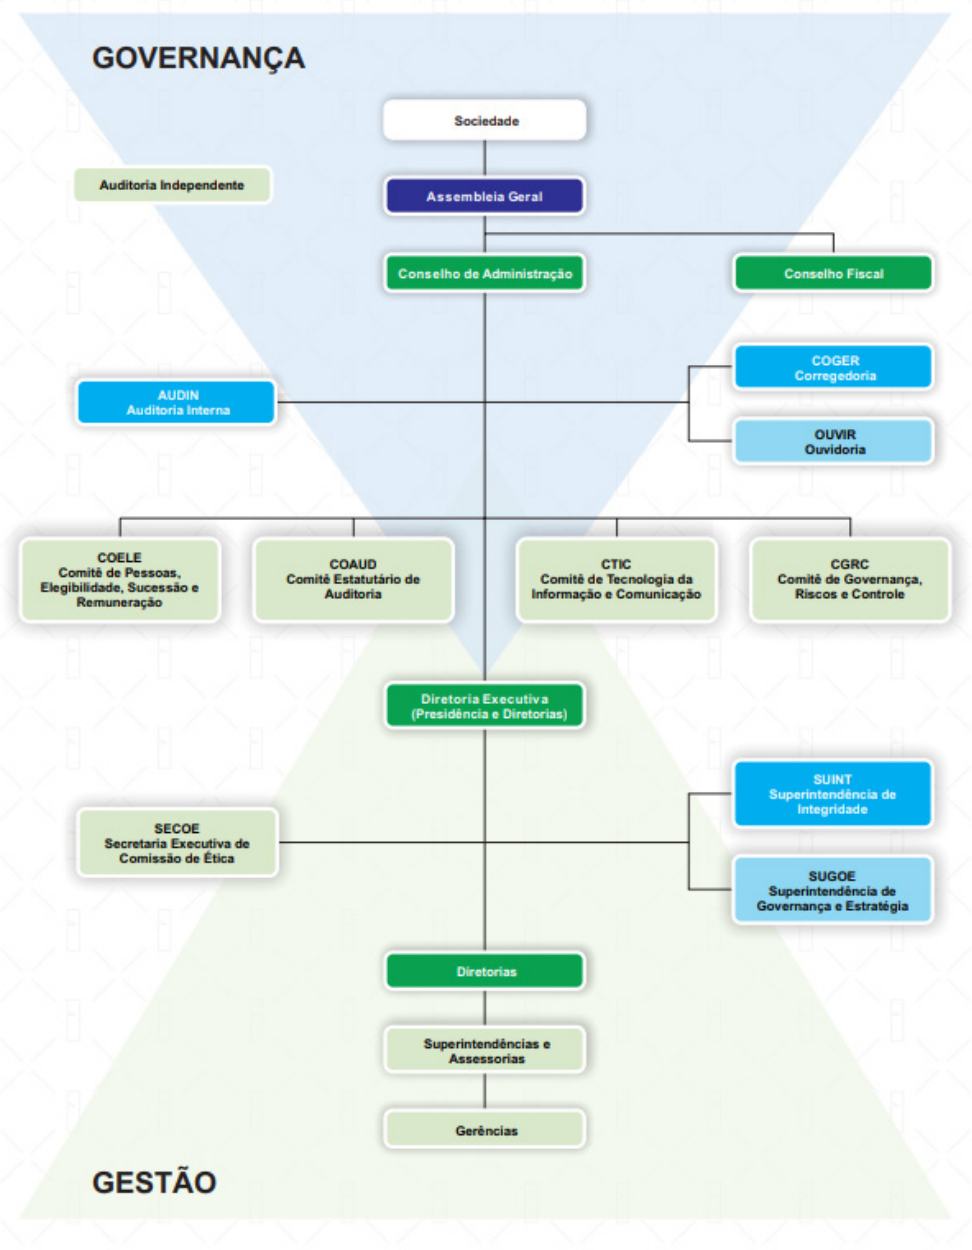 GOVERNANÇA
Sociedade
Auditoria Independente
Assembleia Geral
Conselho de Administração
Conselho Fiscal
COGER
Corregedoria
AUDIN
Auditoria Interna
OUVIR
Ouvidoria
COELE
Comitê de Pessoas,
Elegibilidade, Sucessão e
Remuneração
COAUD
Comitê Estatutário de
Auditoria
CTIC
Comitê de Tecnologia da
Informação e Comunicação
CGRC
Comitê de Governança,
Riscos e Controle
Diretoria Executiva
(Presidência e Diretorias)
SUINT
Superintendência de
Integridade
SECOE
Secretaria Executiva de
Comissão de Ética
SUGOE
Superintendência de
Governança e Estratégia
Diretorias
Superintendências e
Assessorias
Gerências
GESTÃO